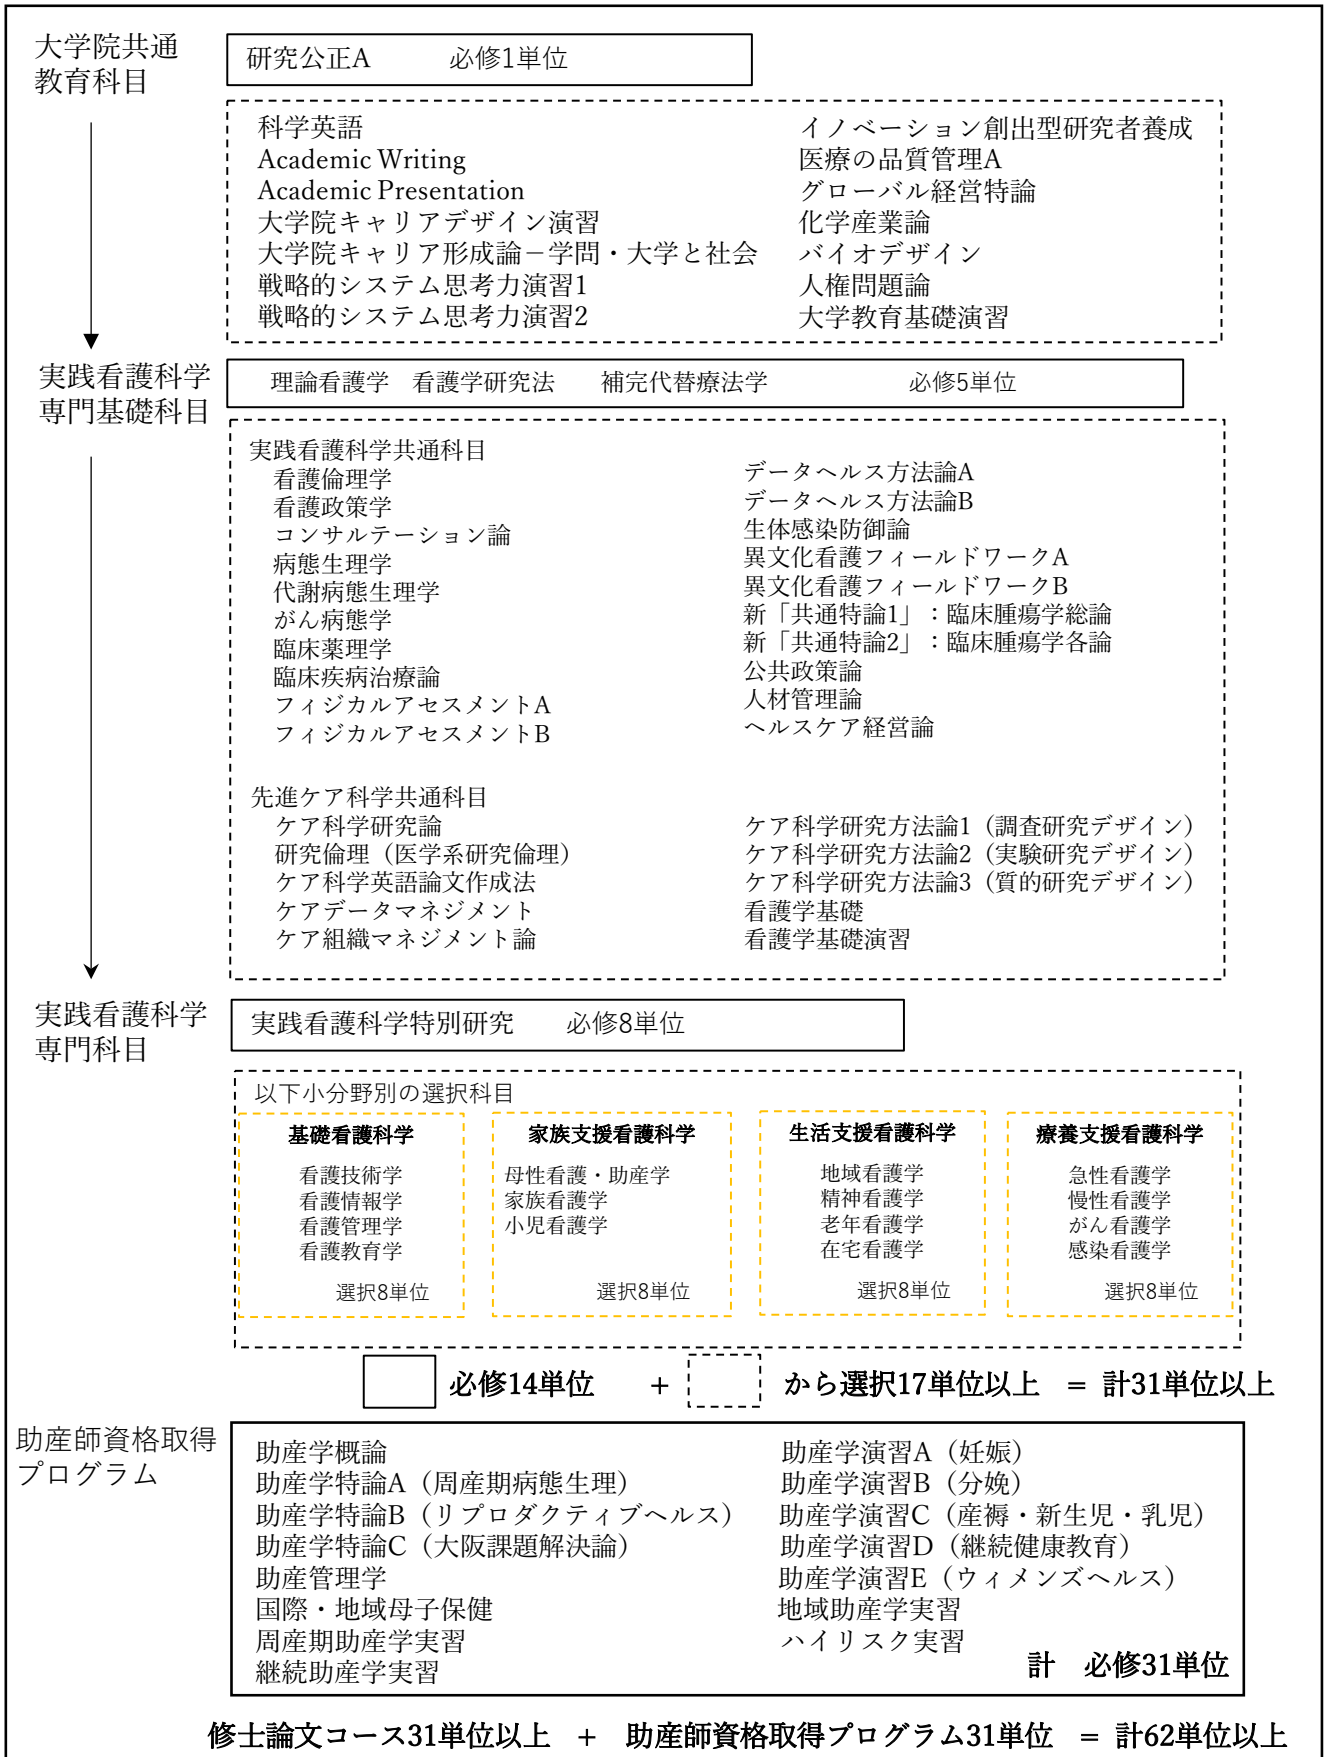 大学院共通
教育科目
研究公正A 必修1単位
科学英語
Academic Writing
Academic Presentation
大学院キャリアデザイン演習
大学院キャリア形成論－学問・大学と社会
戦略的システム思考力演習1
戦略的システム思考力演習2
イノベーション創出型研究者養成
医療の品質管理A
グローバル経営特論
化学産業論
バイオデザイン
人権問題論
大学教育基礎演習
実践看護科学
専門基礎科目
理論看護学 看護学研究法 補完代替療法学 必修5単位
実践看護科学共通科目
看護倫理学
看護政策学
コンサルテーション論
病態生理学
代謝病態生理学
がん病態学
臨床薬理学
臨床疾病治療論
フィジカルアセスメントA
フィジカルアセスメントB
データヘルス方法論A
データヘルス方法論B
生体感染防御論
異文化看護フィールドワークA
異文化看護フィールドワークB
新「共通特論1」：臨床腫瘍学総論
新「共通特論2」：臨床腫瘍学各論
公共政策論
人材管理論
ヘルスケア経営論
先進ケア科学共通科目
ケア科学研究論
研究倫理（医学系研究倫理）
ケア科学英語論文作成法
ケアデータマネジメント
ケア組織マネジメント論
ケア科学研究方法論1（調査研究デザイン）
ケア科学研究方法論2（実験研究デザイン）
ケア科学研究方法論3（質的研究デザイン）
看護学基礎
看護学基礎演習
実践看護科学
専門科目
実践看護科学特別研究 必修8単位
以下小分野別の選択科目
基礎看護科学
看護技術学
看護情報学
看護管理学
看護教育学
選択8単位
家族支援看護科学
母性看護・助産学
家族看護学
小児看護学
選択8単位
生活支援看護科学
地域看護学
精神看護学
老年看護学
在宅看護学
選択8単位
療養支援看護科学
急性看護学
慢性看護学
がん看護学
感染看護学
選択8単位
必修14単位 + から選択17単位以上 = 計31単位以上
助産師資格取得
プログラム
助産学概論
助産学特論A（周産期病態生理）
助産学特論B（リプロダクティブヘルス）
助産学特論C（大阪課題解決論）
助産管理学
国際・地域母子保健
周産期助産学実習
継続助産学実習
助産学演習A（妊娠）
助産学演習B（分娩）
助産学演習C（産褥・新生児・乳児）
助産学演習D（継続健康教育）
助産学演習E（ウィメンズヘルス）
地域助産学実習
ハイリスク実習
計 必修31単位
修士論文コース31単位以上 + 助産師資格取得プログラム31単位 = 計62単位以上